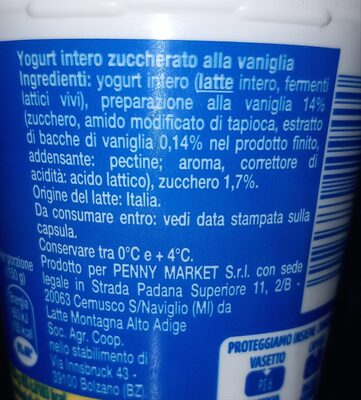 Yogurt intero zuccherato alla vaniglia
Ingredienti: yogurt intero (latte intero, fermenti
lattici vivi), preparazione alla vaniglia 14%
(zucchero, amido modificato di tapioca, estratto
di bacche di vaniglia 0,14% nel prodotto finito,
addensante: pectine; aroma, correttore di
acidità: acido lattico), zucchero 1,7%.
Origine del latte: Italia.
Da consumare entro: vedi data stampata sulla
capsula.
Conservare tra 0°C e + 4°C.
Prodotto per PENNY MARKET S.r.l. con sede
legale in Strada Padana Superiore 11, 2/B -
20063 Cernusco S/Naviglio (MI) da
Latte Montagna Alto Adige
Soc. Agr. Coop.
nello stabilimento di
Via Innsbruck 43 -
39100 Bolzano (BZ).
porzione
Energia
PROTEGGIAMO INSIEME
VASETTO
PS 6